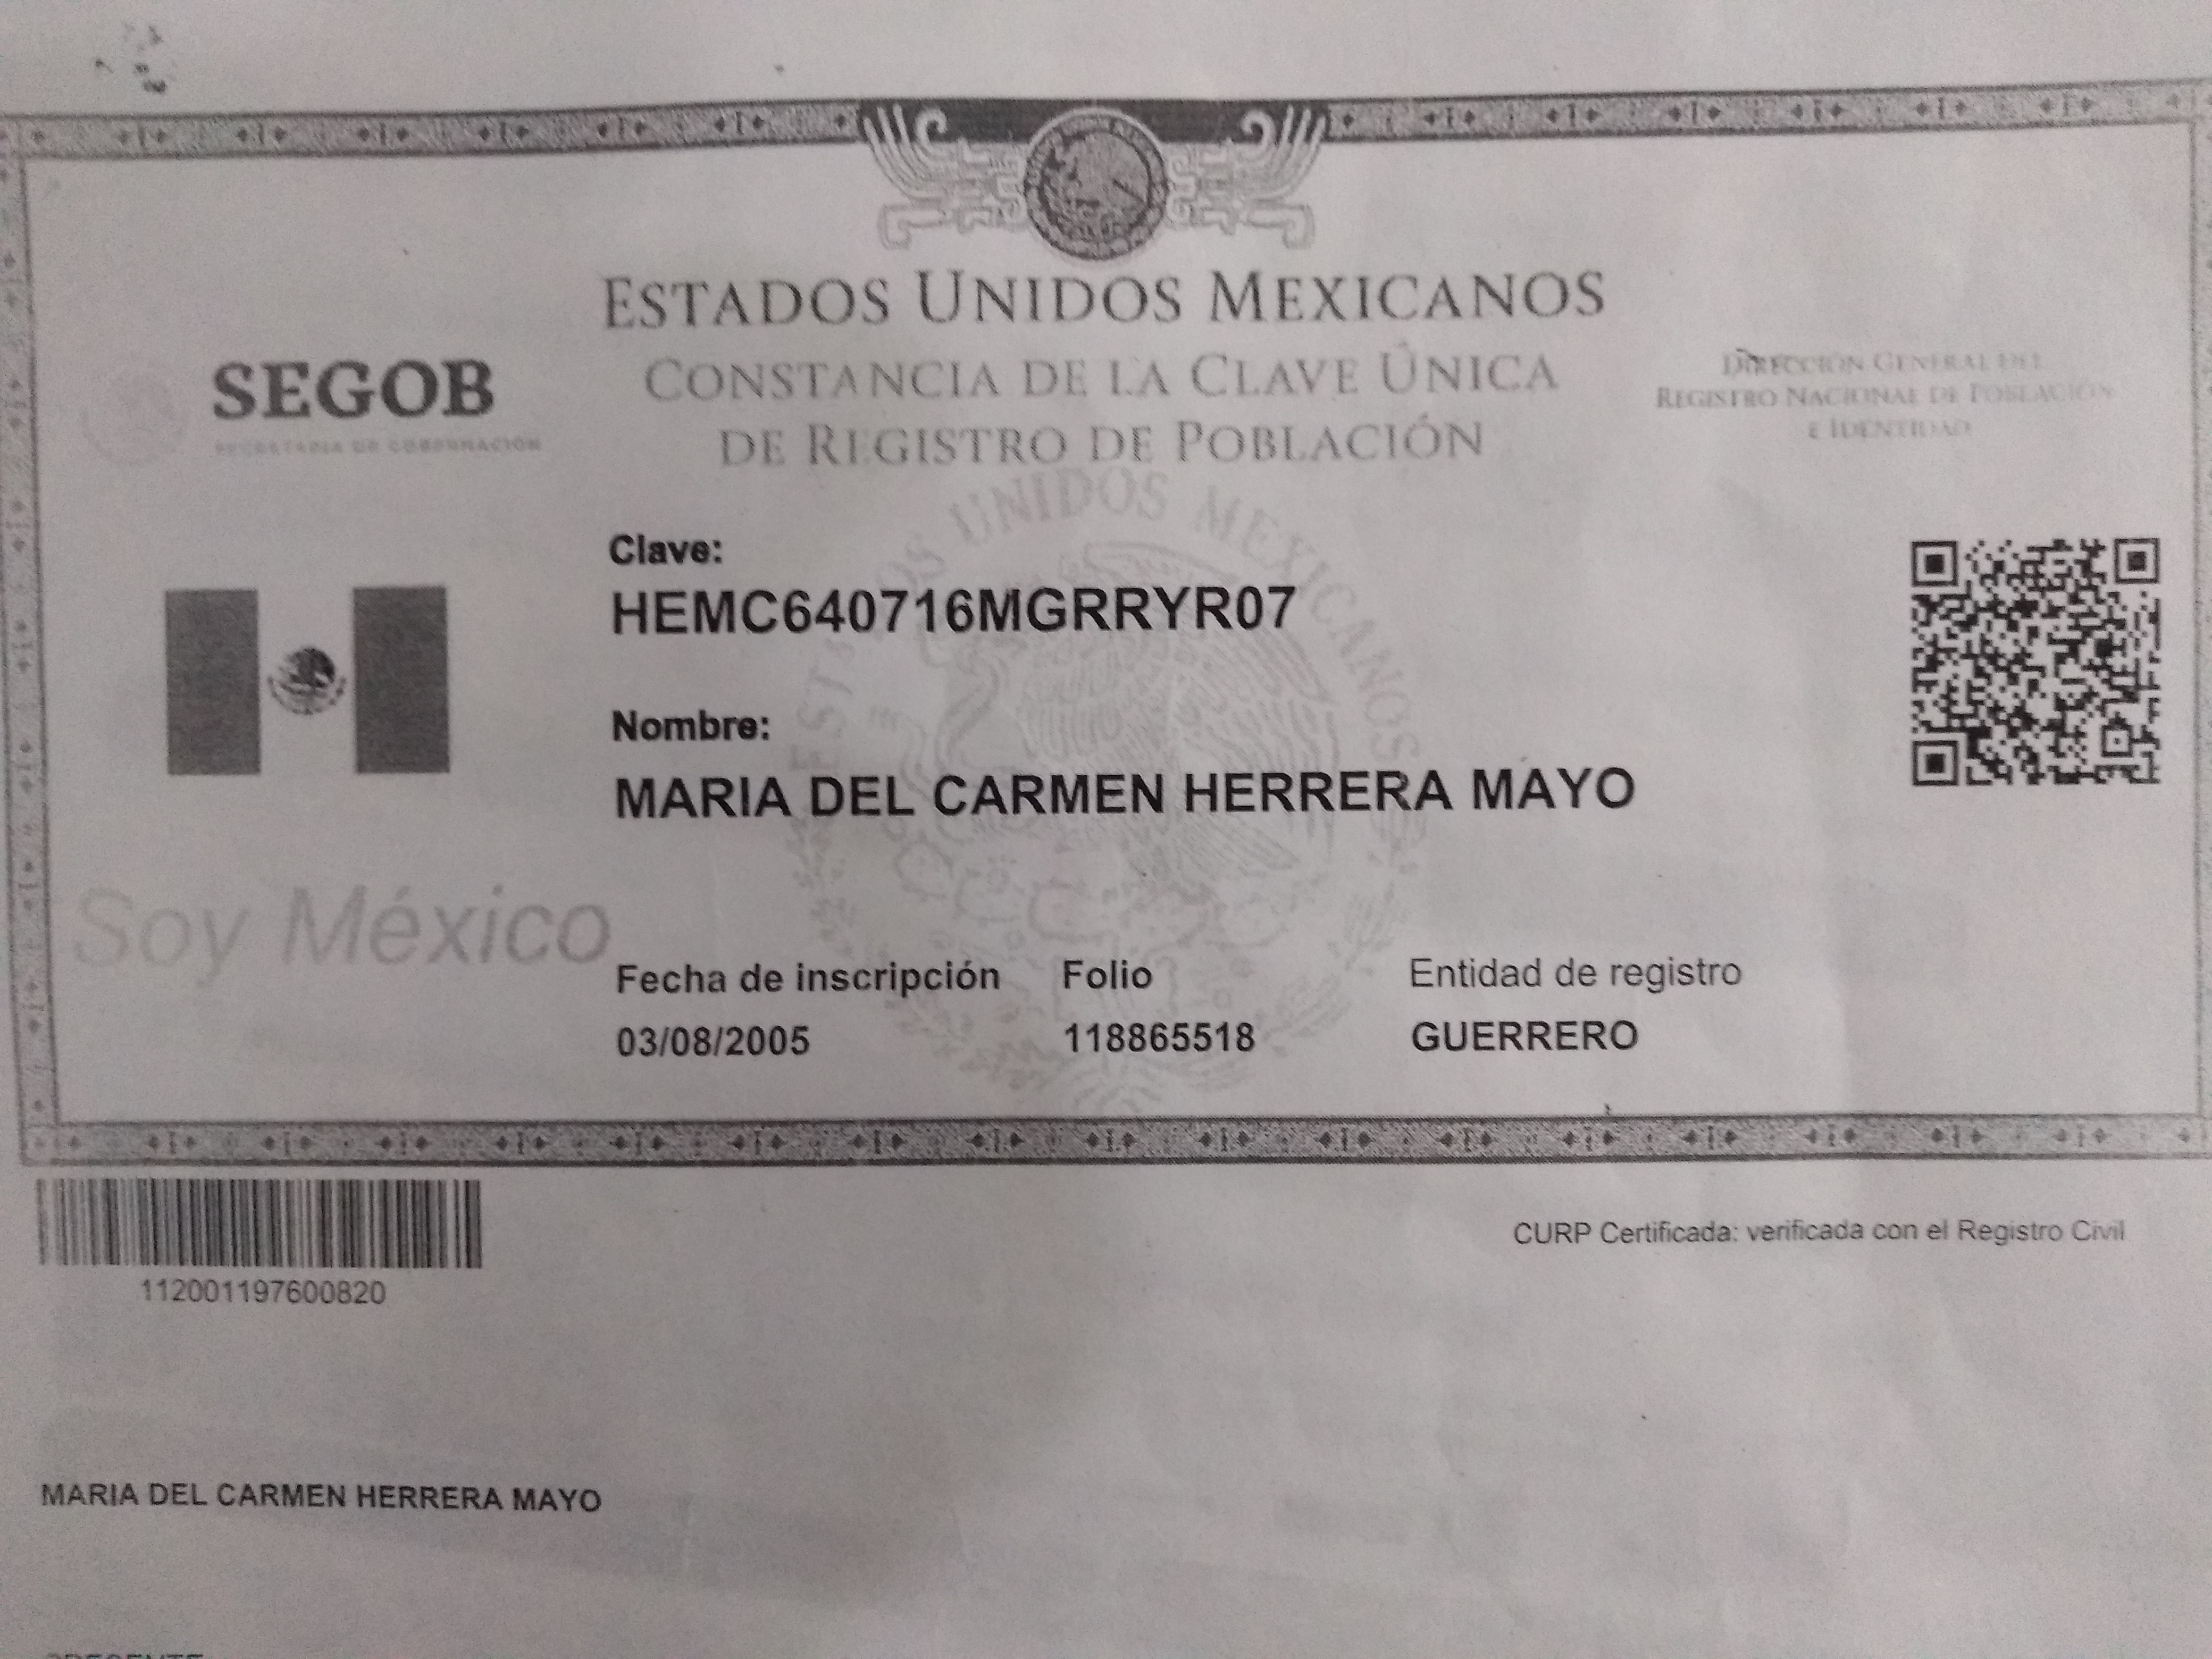 ESTADOS UNIDOS MEXICANOS
CONSTANCIA DE LA CLAVE ÚNICA
DE REGISTRO DE POBLACIÓN
SEGOB
SECRETARÍA DE GOBERNACIÓN
DIRECCIÓN GENERAL DEL
REGISTRO NACIONAL DE POBLACIÓN
E IDENTIDAD
ESTADOS UNIDOS MEXICANOS
Clave:
HEMC640716MGRRYR07
Nombre:
MARIA DEL CARMEN HERRERA MAYO
Soy México
Fecha de inscripción Folio Entidad de registro
03/08/2005 118865518 GUERRERO
112001197600820
CURP Certificada: verificada con el Registro Civil
MARIA DEL CARMEN HERRERA MAYO
PRESENTE